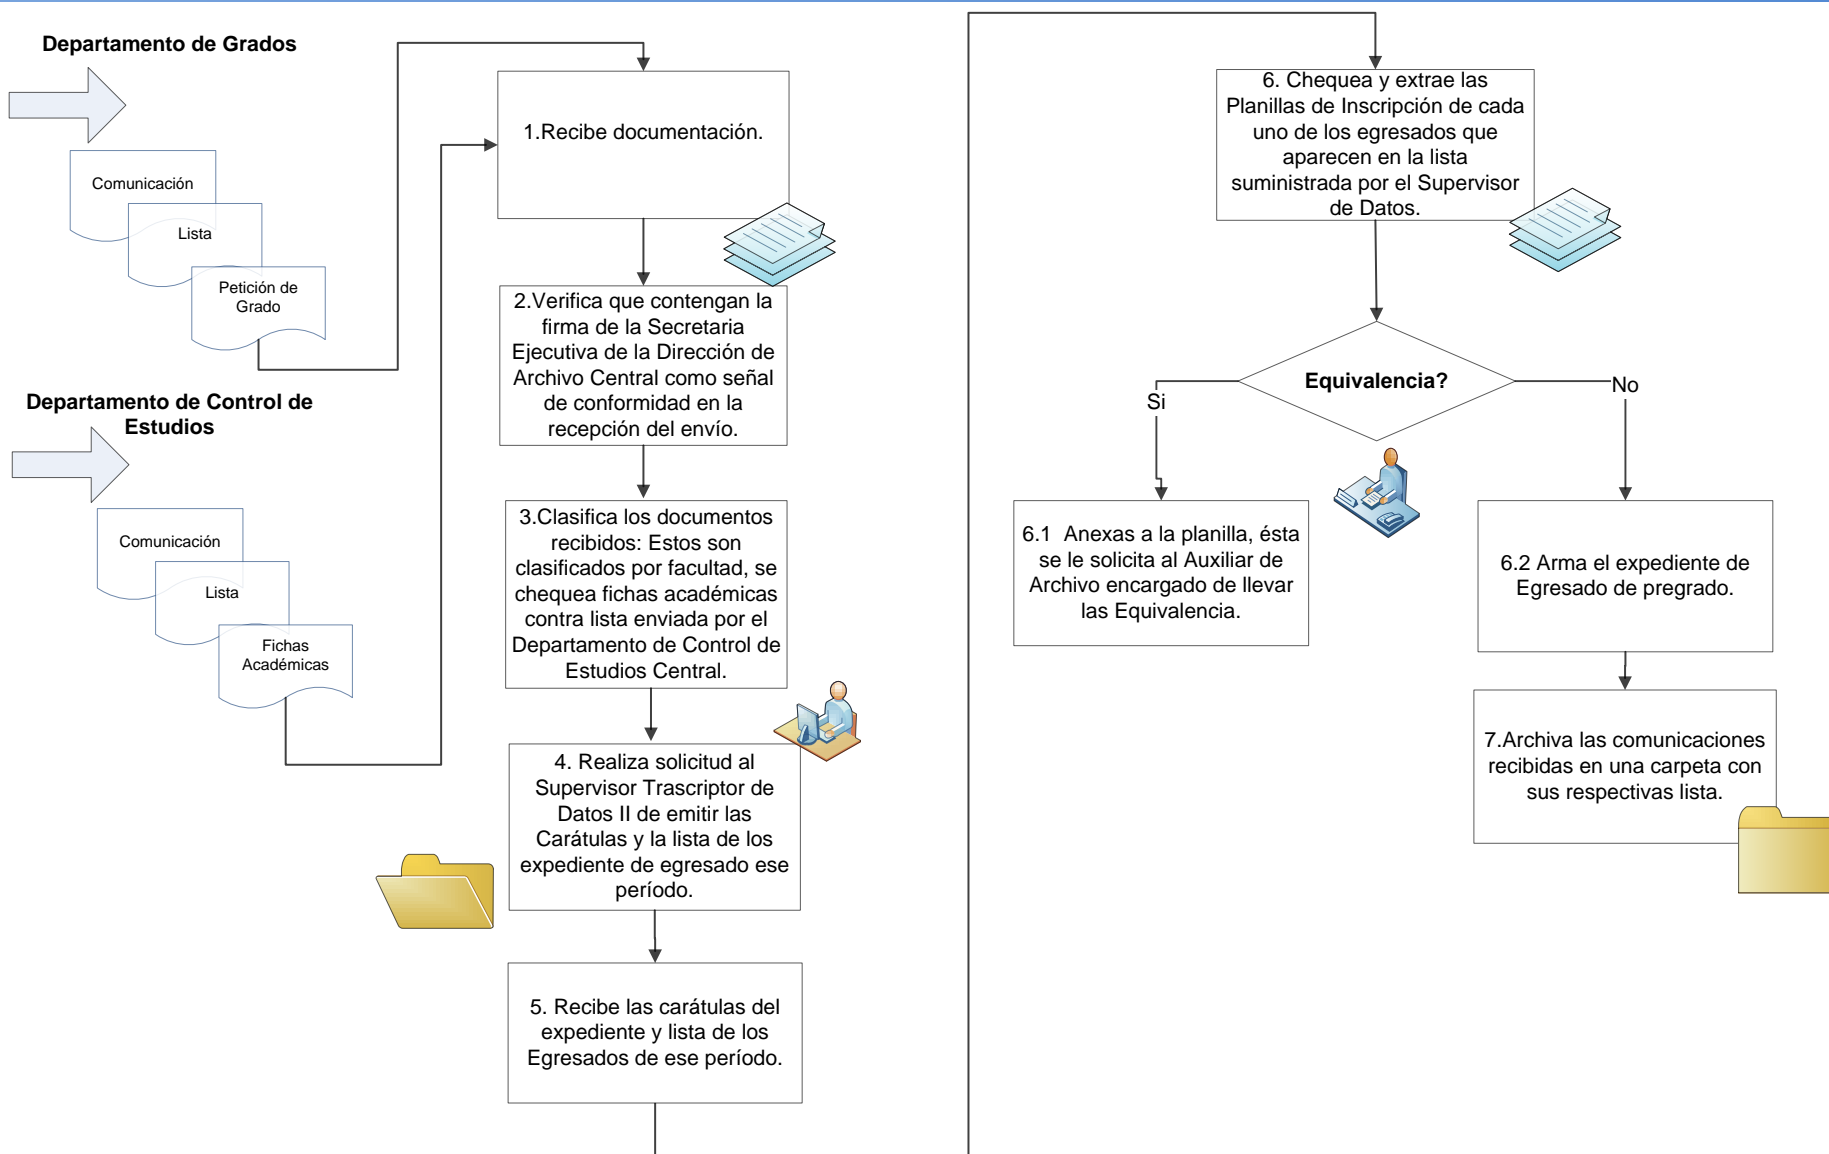 Departamento de Grados
Comunicación
Lista
Petición de
Grado
Departamento de Control de
Estudios
Comunicación
Lista
Fichas
Académicas
1.Recibe documentación.
2.Verifica que contengan la
firma de la Secretaria
Ejecutiva de la Dirección de
Archivo Central como señal
de conformidad en la
recepción del envío.
3.Clasifica los documentos
recibidos: Estos son
clasificados por facultad, se
chequea fichas académicas
contra lista enviada por el
Departamento de Control de
Estudios Central.
4. Realiza solicitud al
Supervisor Trascriptor de
Datos II de emitir las
Carátulas y la lista de los
expediente de egresado ese
período.
5. Recibe las carátulas del
expediente y lista de los
Egresados de ese período.
6. Chequea y extrae las
Planillas de Inscripción de cada
uno de los egresados que
aparecen en la lista
suministrada por el Supervisor
de Datos.
Equivalencia?
Si
No
6.1  Anexas a la planilla, ésta
se le solicita al Auxiliar de
Archivo encargado de llevar
las Equivalencia.
6.2 Arma el expediente de
Egresado de pregrado.
7.Archiva las comunicaciones
recibidas en una carpeta con
sus respectivas lista.